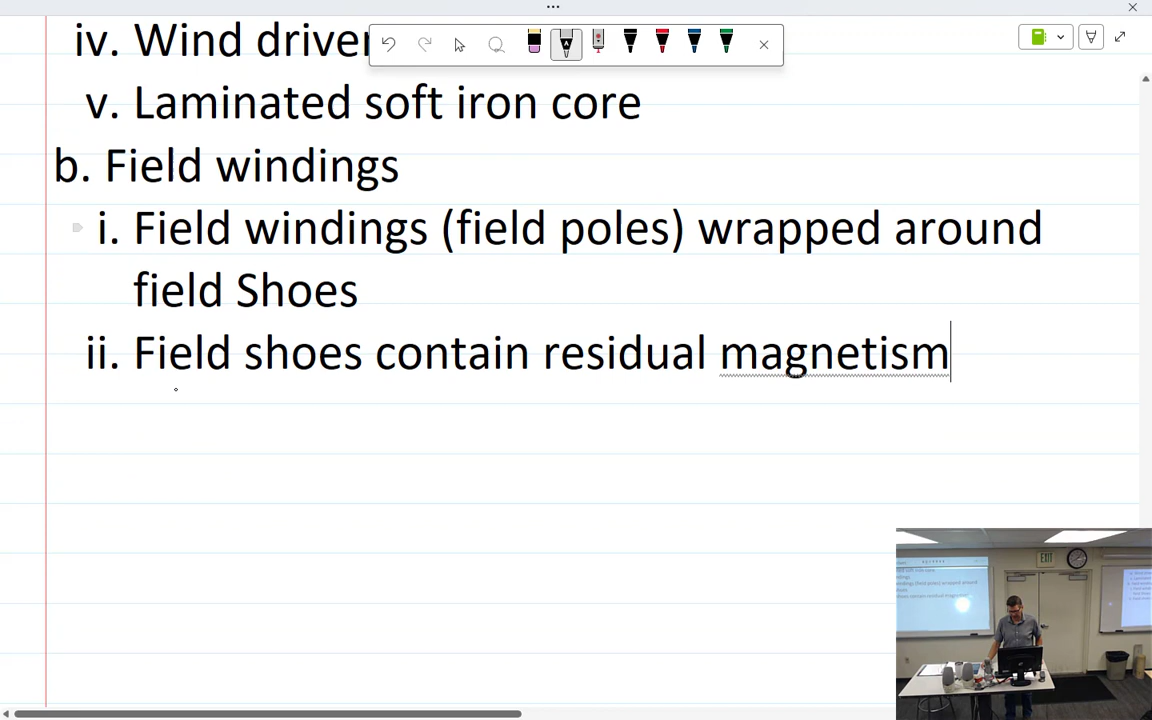 iv. Wind driven
v. Laminated soft iron core
b. Field windings
i. Field windings (field poles) wrapped around
field Shoes
ii. Field shoes contain residual magnetism
EXIT